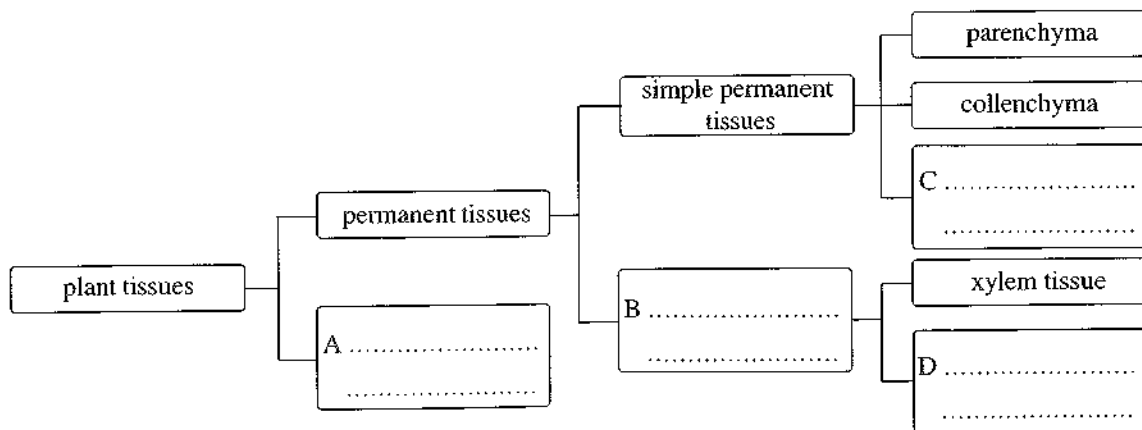 parenchyma
simple permanent
tissues
collenchyma
C ........................................
........................................
permanent tissues
plant tissues
xylem tissue
B ........................................
........................................
A ........................................
........................................
D ........................................
........................................